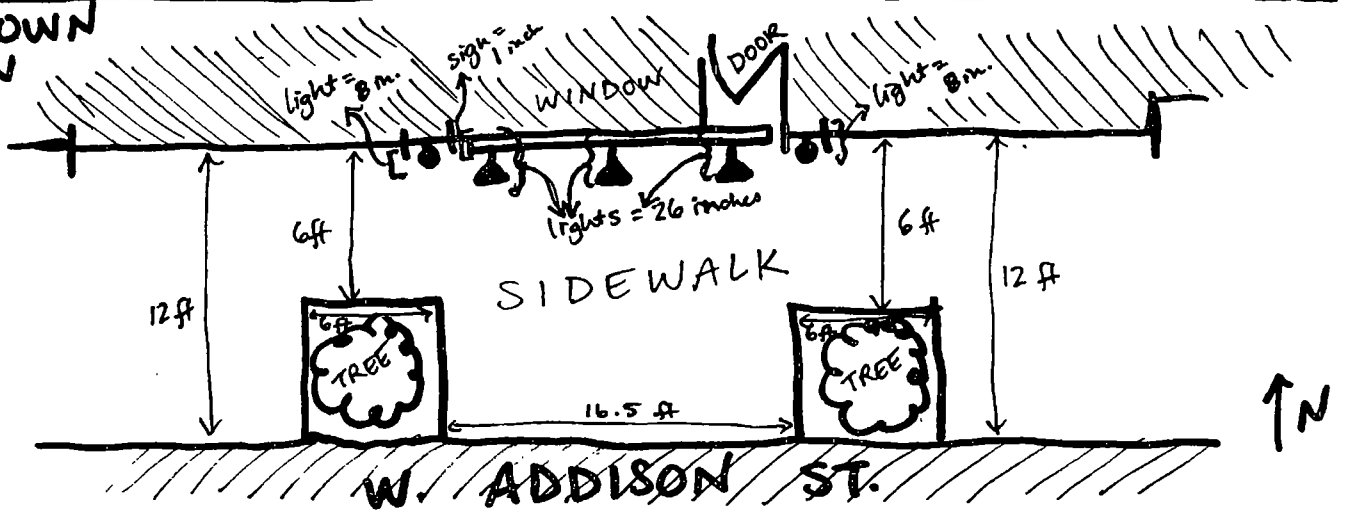 OWN
sign = 1 inch
DOOR
light = 8 in.
WINDOW
light = 8 in.
lights = 26 inches
6 ft
6 ft
SIDEWALK
12 ft
12 ft
6 ft
6 ft
TREE
TREE
16.5 ft
N
W. ADDISON ST.